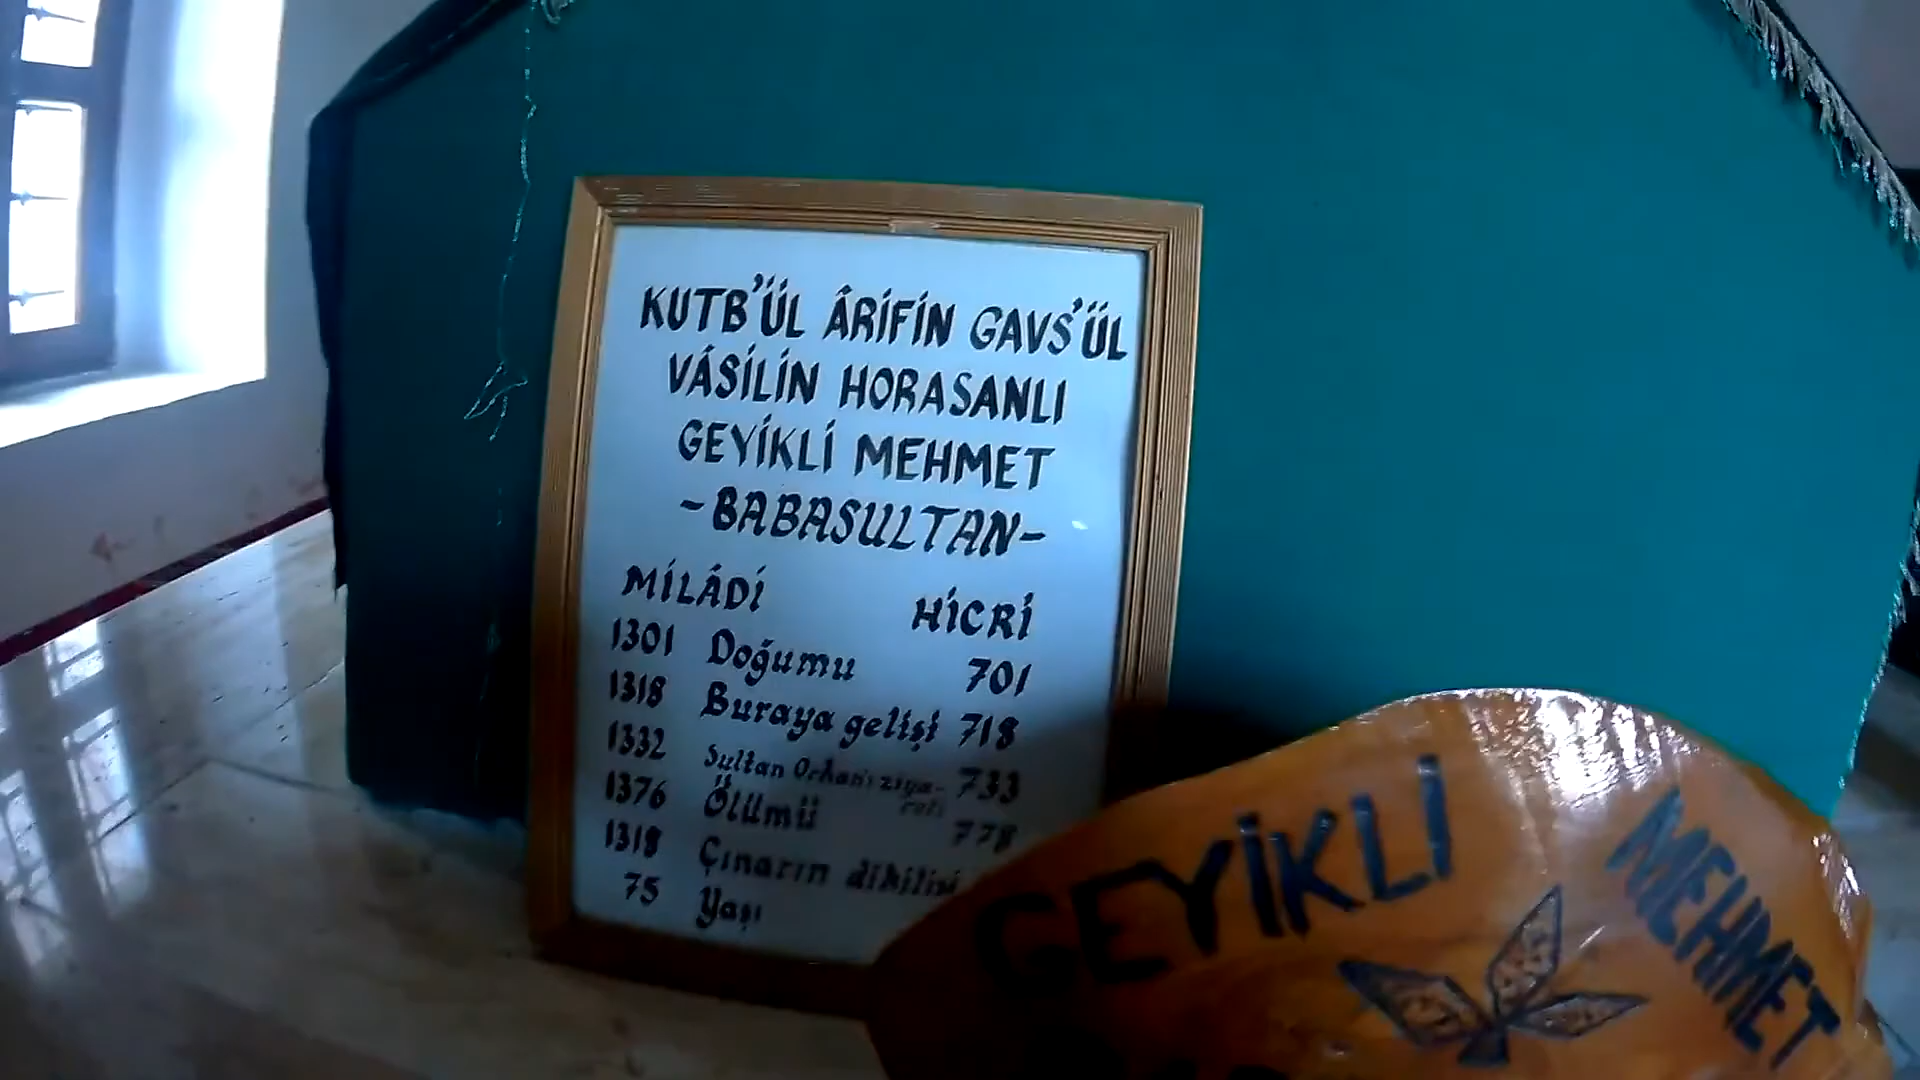 KUTB'ÜL ÂRİFİN GAVS'ÜL
VÁSİLİN HORASANLI
GEYİKLİ MEHMET
-BABASULTAN-
MİLÁDİ HİCRİ
1301 Doğumu 701
1318 Buraya gelişi 718
1332 Sultan Orhan'ı ziya- 733
reti
1376 Ölümü 778
1318 Çınarın dikilişi
75 Yaşı
GEYİKLİ MEHMET